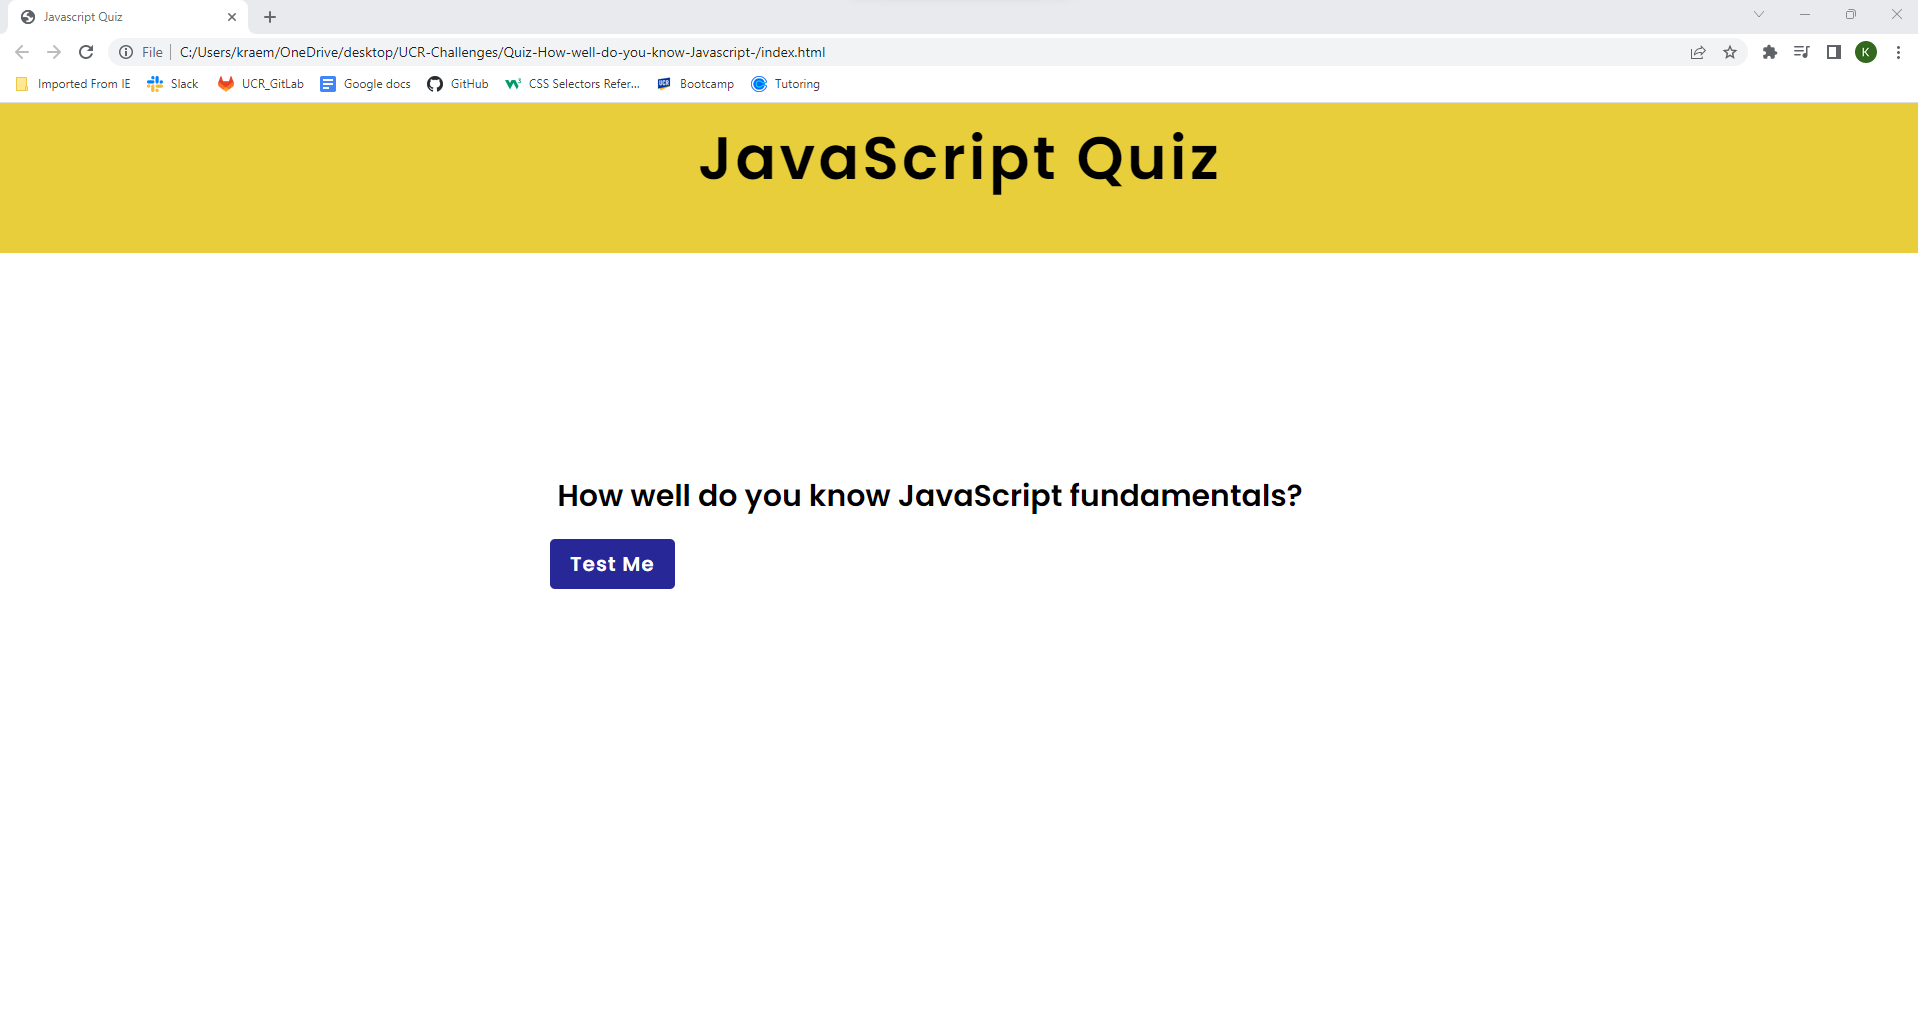 Javascript Quiz
File C:/Users/kraem/OneDrive/desktop/UCR-Challenges/Quiz-How-well-do-you-know-Javascript-/index.html
K
Imported From IE Slack UCR_GitLab Google docs GitHub CSS Selectors Refer... UCR Bootcamp Tutoring
JavaScript Quiz
How well do you know JavaScript fundamentals?
Test Me